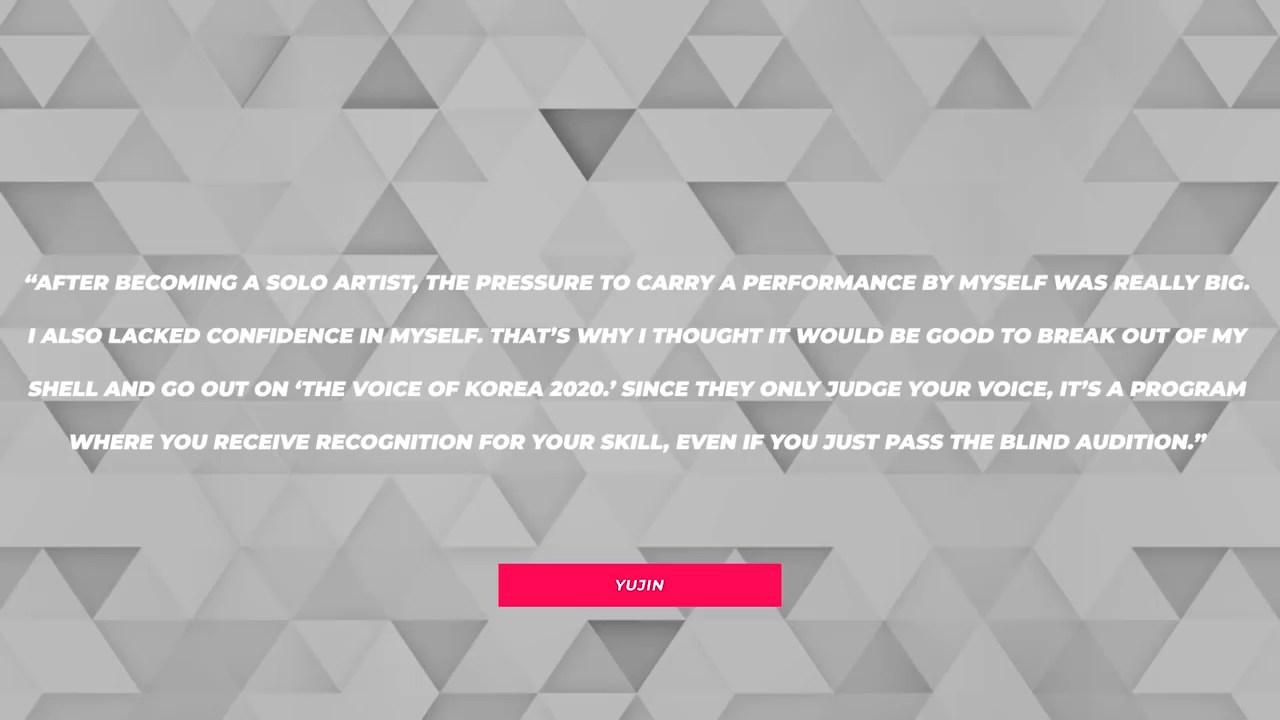 “AFTER BECOMING A SOLO ARTIST, THE PRESSURE TO CARRY A PERFORMANCE BY MYSELF WAS REALLY BIG.
I ALSO LACKED CONFIDENCE IN MYSELF. THAT’S WHY I THOUGHT IT WOULD BE GOOD TO BREAK OUT OF MY
SHELL AND GO OUT ON ‘THE VOICE OF KOREA 2020.’ SINCE THEY ONLY JUDGE YOUR VOICE, IT’S A PROGRAM
WHERE YOU RECEIVE RECOGNITION FOR YOUR SKILL, EVEN IF YOU JUST PASS THE BLIND AUDITION.”
YUJIN